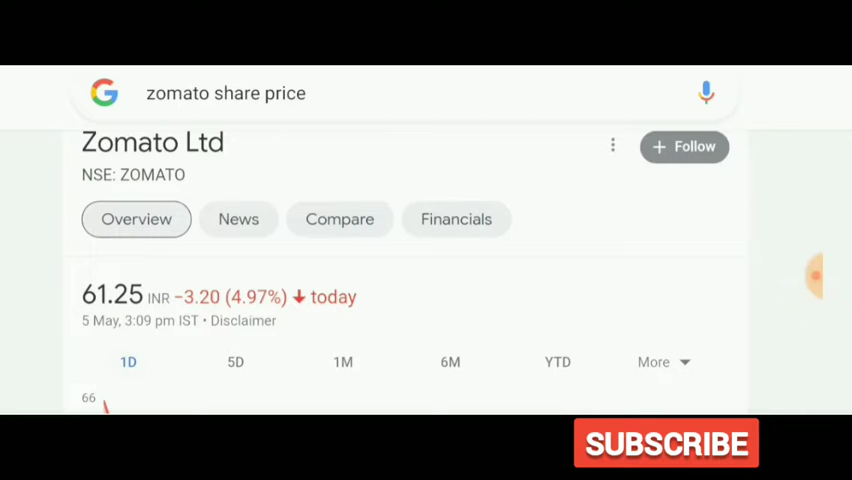 zomato share price
Zomato Ltd
+ Follow
NSE: ZOMATO
Overview News Compare Financials
61.25 INR −3.20 (4.97%) ↓ today
5 May, 3:09 pm IST • Disclaimer
1D 5D 1M 6M YTD More
66
SUBSCRIBE